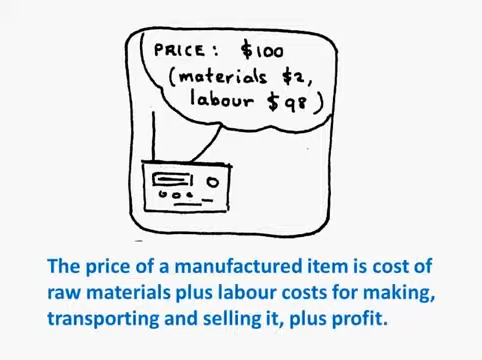 PRICE: $100
(materials $2,
labour $98)
The price of a manufactured item is cost of
raw materials plus labour costs for making,
transporting and selling it, plus profit.